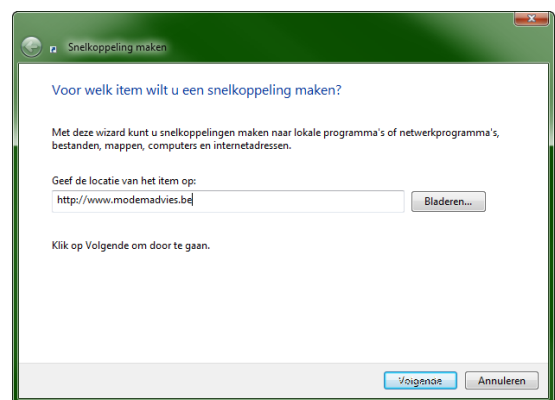 Snelkoppeling maken
Voor welk item wilt u een snelkoppeling maken?
Met deze wizard kunt u snelkoppelingen maken naar lokale programma's of netwerkprogramma's,
bestanden, mappen, computers en internetadressen.
Geef de locatie van het item op:
http://www.modemadvies.be
Bladeren...
Klik op Volgende om door te gaan.
Volgende
Annuleren